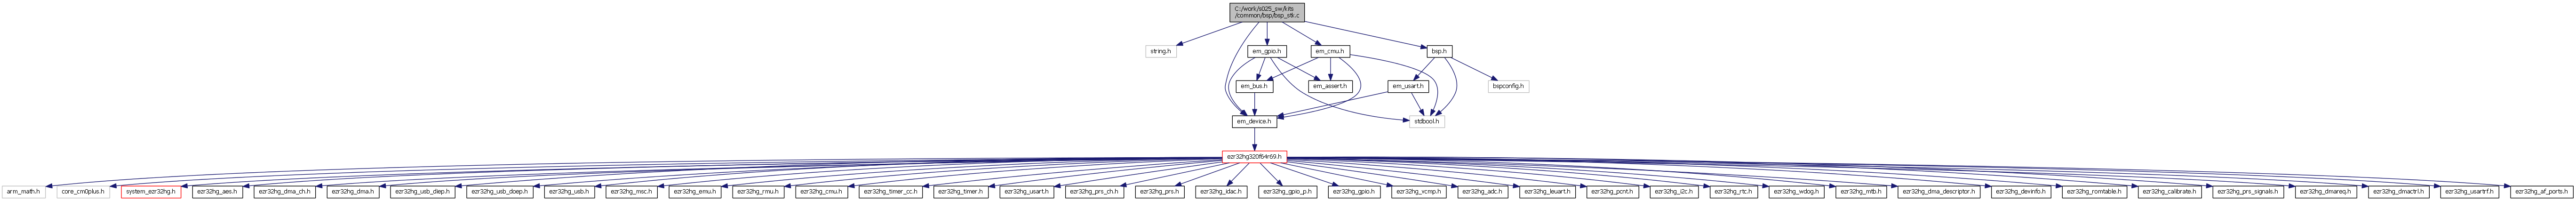 C:/work/s025_sw/kits
/common/bsp/bsp_stk.c
string.h
em_gpio.h
em_cmu.h
bsp.h
em_bus.h
em_assert.h
em_usart.h
bspconfig.h
em_device.h
stdbool.h
ezr32hg320f64r69.h
arm_math.h
core_cm0plus.h
system_ezr32hg.h
ezr32hg_aes.h
ezr32hg_dma_ch.h
ezr32hg_dma.h
ezr32hg_usb_diep.h
ezr32hg_usb_doep.h
ezr32hg_usb.h
ezr32hg_msc.h
ezr32hg_emu.h
ezr32hg_rmu.h
ezr32hg_cmu.h
ezr32hg_timer_cc.h
ezr32hg_timer.h
ezr32hg_usart.h
ezr32hg_prs_ch.h
ezr32hg_prs.h
ezr32hg_idac.h
ezr32hg_gpio_p.h
ezr32hg_gpio.h
ezr32hg_vcmp.h
ezr32hg_adc.h
ezr32hg_leuart.h
ezr32hg_pcnt.h
ezr32hg_i2c.h
ezr32hg_rtc.h
ezr32hg_wdog.h
ezr32hg_mtb.h
ezr32hg_dma_descriptor.h
ezr32hg_devinfo.h
ezr32hg_romtable.h
ezr32hg_calibrate.h
ezr32hg_prs_signals.h
ezr32hg_dmareq.h
ezr32hg_dmactrl.h
ezr32hg_usartrf.h
ezr32hg_af_ports.h